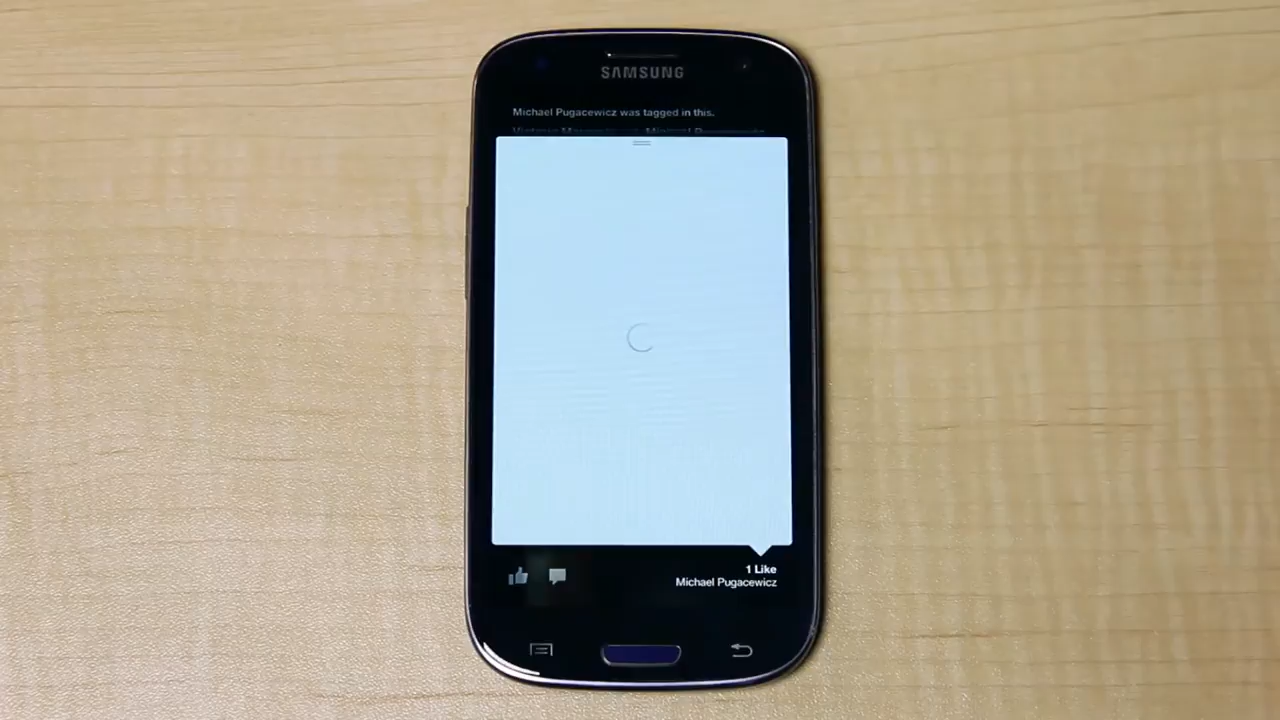 SAMSUNG
Michael Pugacewicz was tagged in this.
1 Like
Michael Pugacewicz